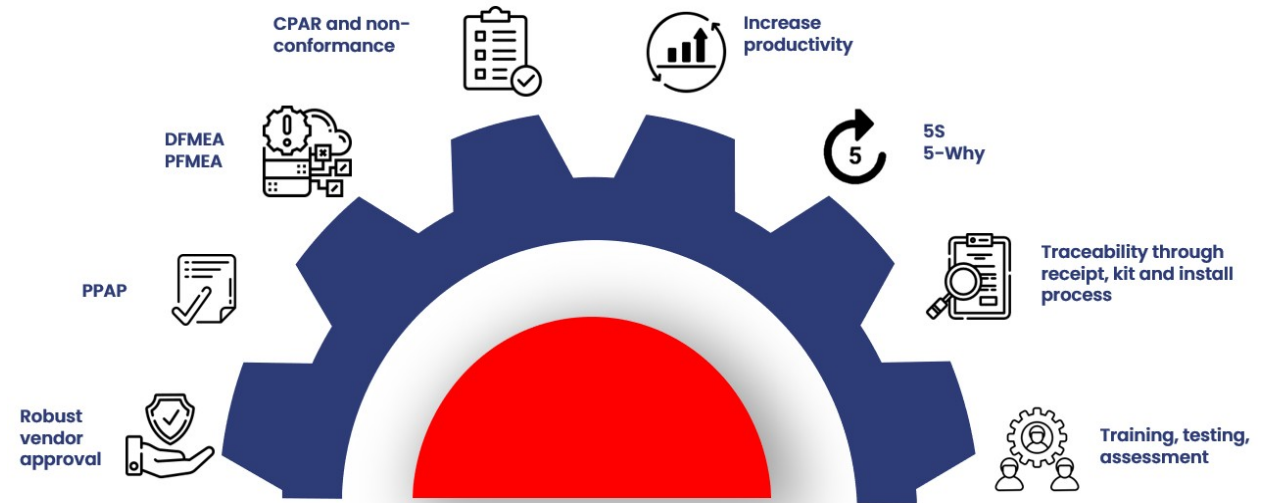 CPAR and non-
conformance
Increase
productivity
DFMEA
PFMEA
5
5S
5-Why
PPAP
Traceability through
receipt, kit and install
process
Robust
vendor
approval
Training, testing,
assessment